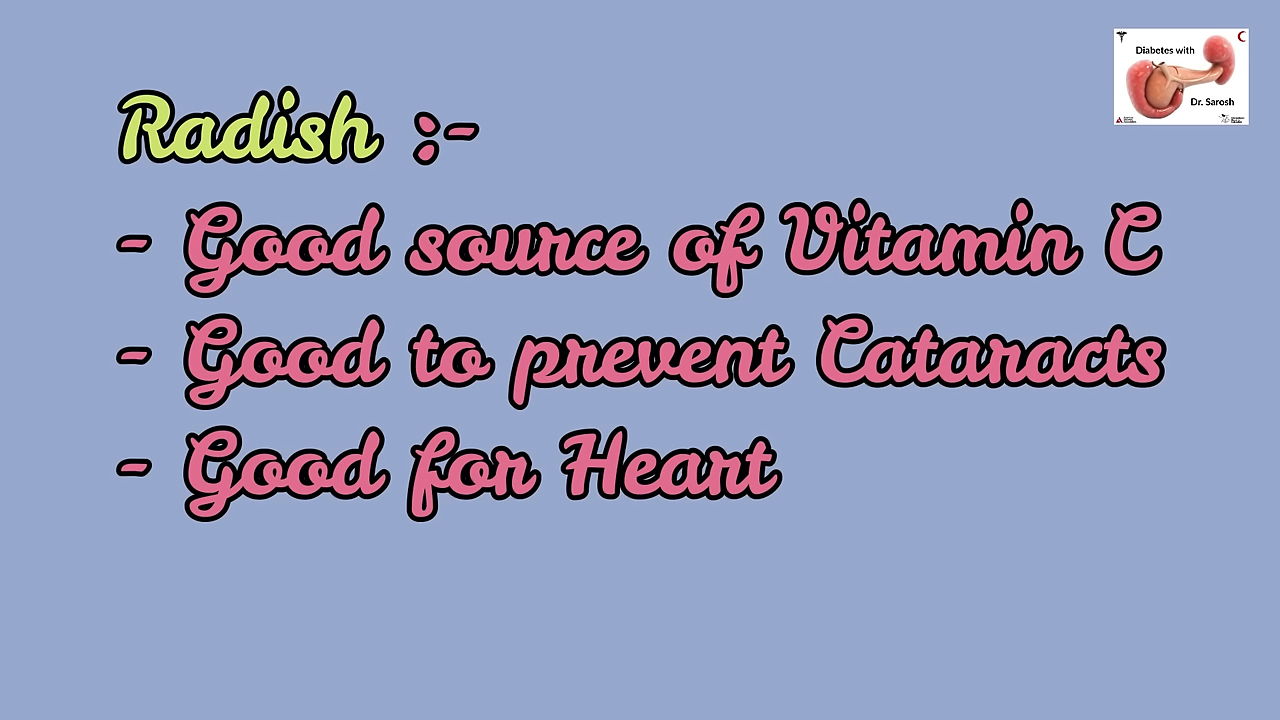 Radish :-
- Good source of Vitamin C
- Good to prevent Cataracts
- Good for Heart
Diabetes with
Dr. Sarosh